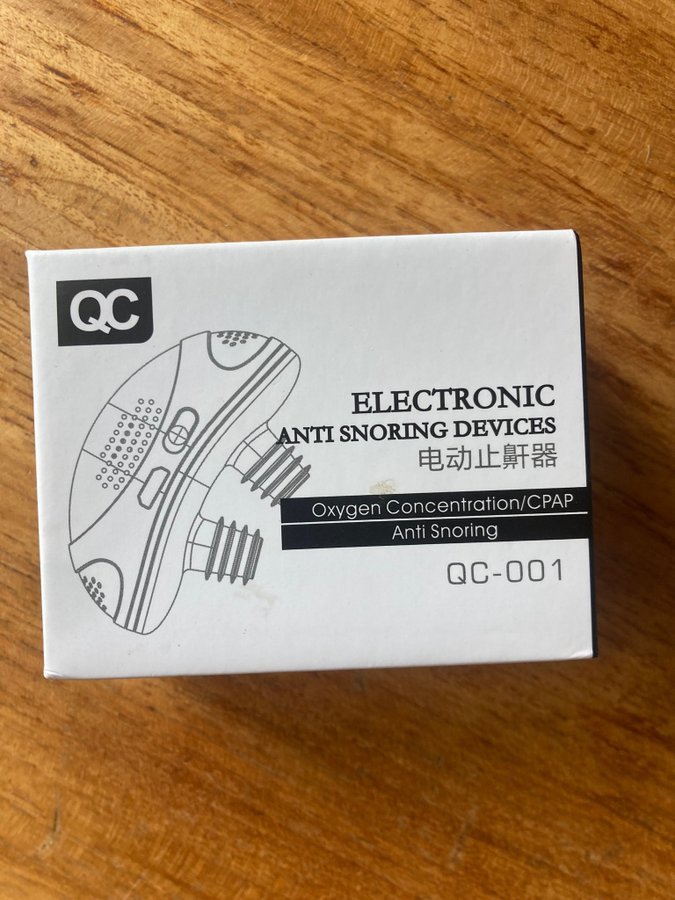 QC
ELECTRONIC
ANTI SNORING DEVICES
电动止鼾器
Oxygen Concentration/CPAP
Anti Snoring
QC-001